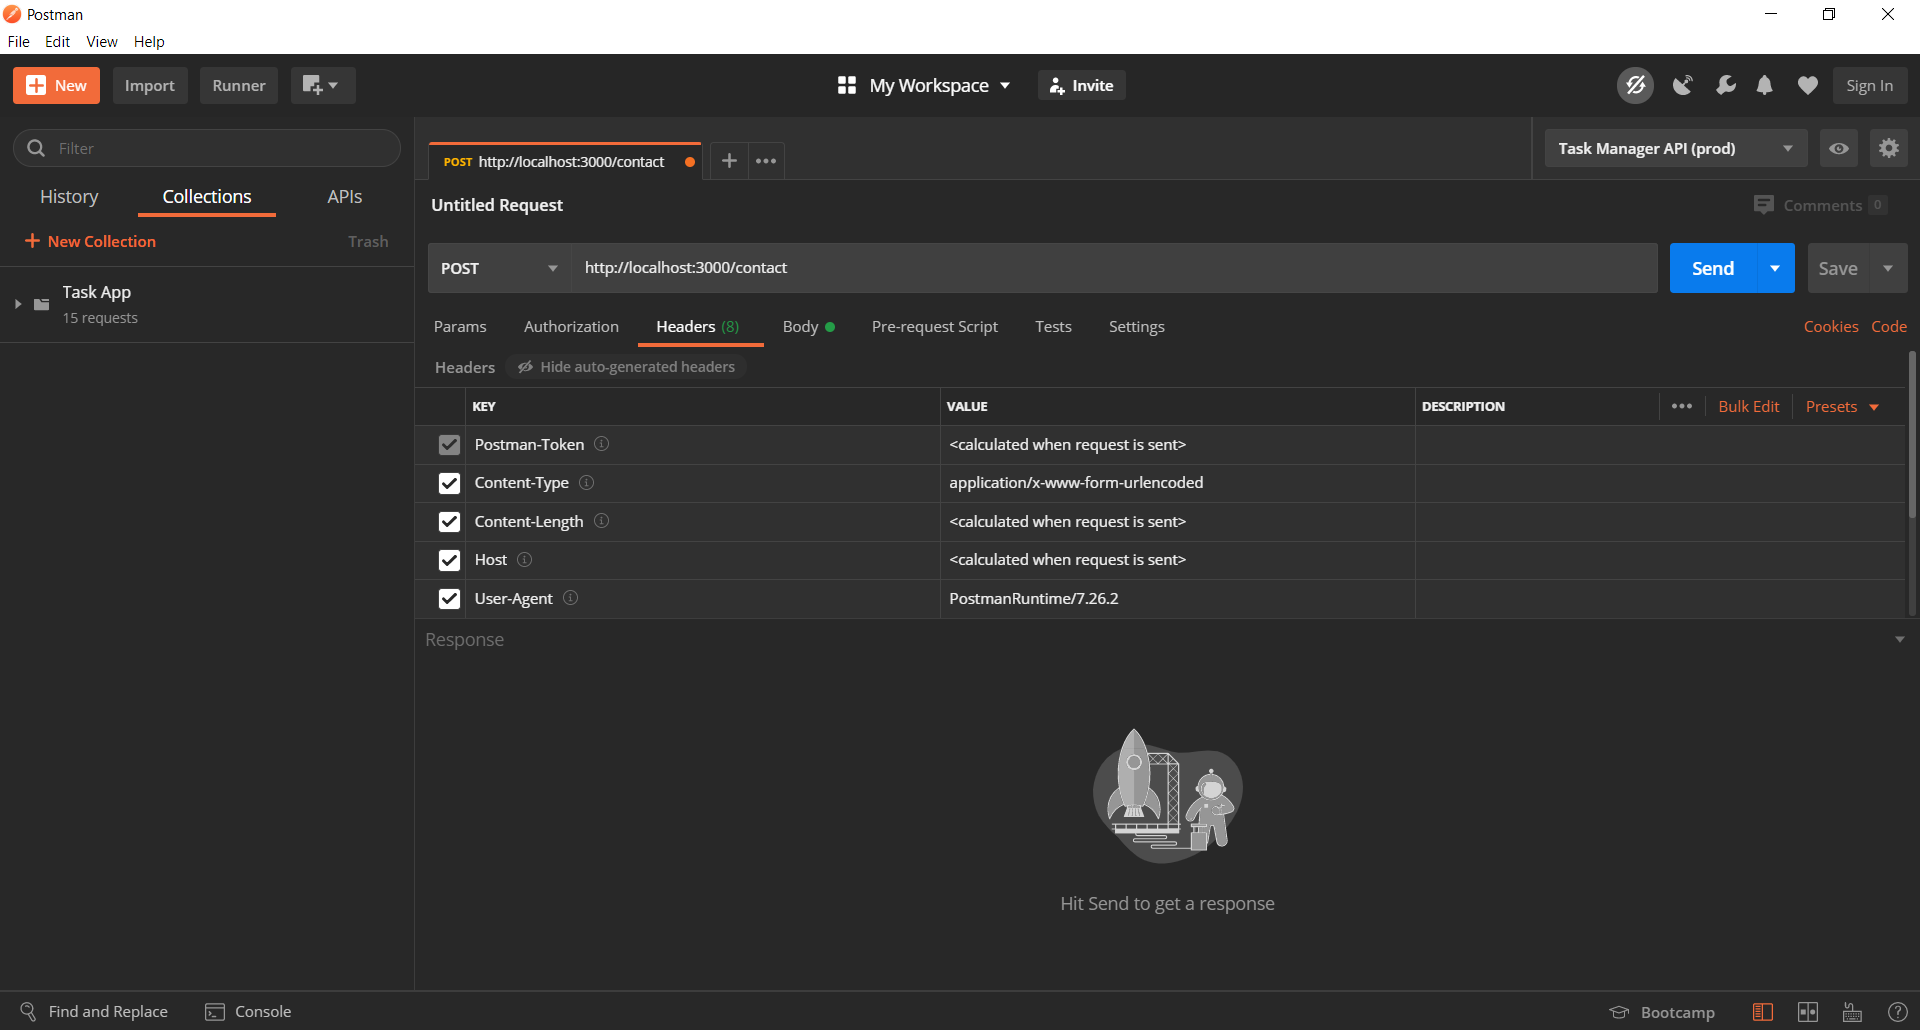 Postman
File Edit View Help
New Import Runner My Workspace Invite Sign In
Filter
History Collections APIs
New Collection Trash
Task App
15 requests
POST http://localhost:3000/contact
Task Manager API (prod)
Untitled Request
Comments 0
POST http://localhost:3000/contact Send Save
Params Authorization Headers (8) Body Pre-request Script Tests Settings Cookies Code
Headers Hide auto-generated headers
KEY VALUE DESCRIPTION Bulk Edit Presets
Postman-Token <calculated when request is sent>
Content-Type application/x-www-form-urlencoded
Content-Length <calculated when request is sent>
Host <calculated when request is sent>
User-Agent PostmanRuntime/7.26.2
Response
Hit Send to get a response
Find and Replace Console Bootcamp